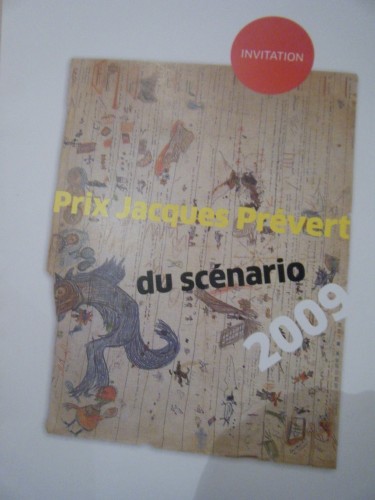 INVITATION
Prix Jacques Prévert
du scénario
2009